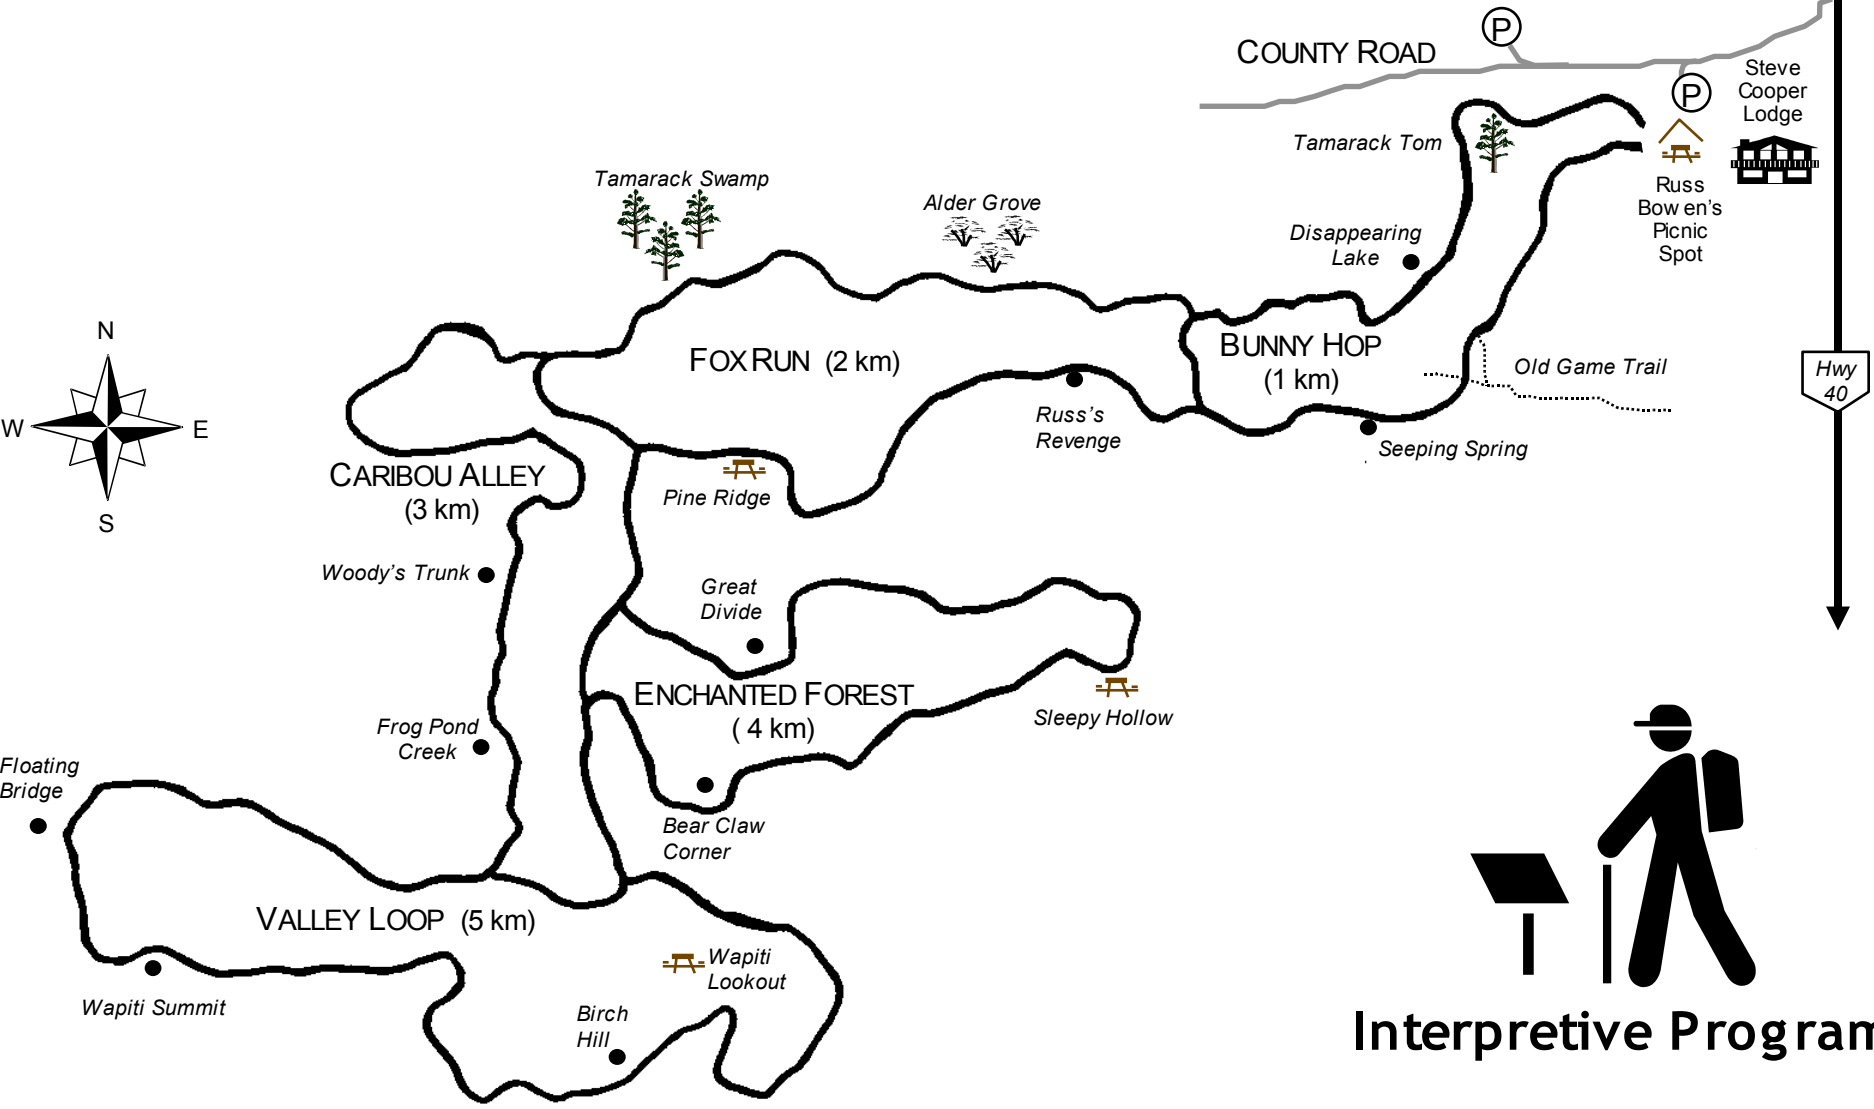 P
COUNTY ROAD
P
Steve
Cooper
Lodge
Tamarack Tom
Russ
Bowen's
Picnic
Spot
Tamarack Swamp
Alder Grove
Disappearing
Lake
N
W
E
S
FOX RUN (2 km)
BUNNY HOP
(1 km)
Old Game Trail
Hwy
40
Russ's
Revenge
Seeping Spring
CARIBOU ALLEY
(3 km)
Pine Ridge
Woody's Trunk
Great
Divide
ENCHANTED FOREST
( 4 km)
Sleepy Hollow
Frog Pond
Creek
Floating
Bridge
Bear Claw
Corner
VALLEY LOOP (5 km)
Wapiti
Lookout
Wapiti Summit
Birch
Hill
Interpretive Program